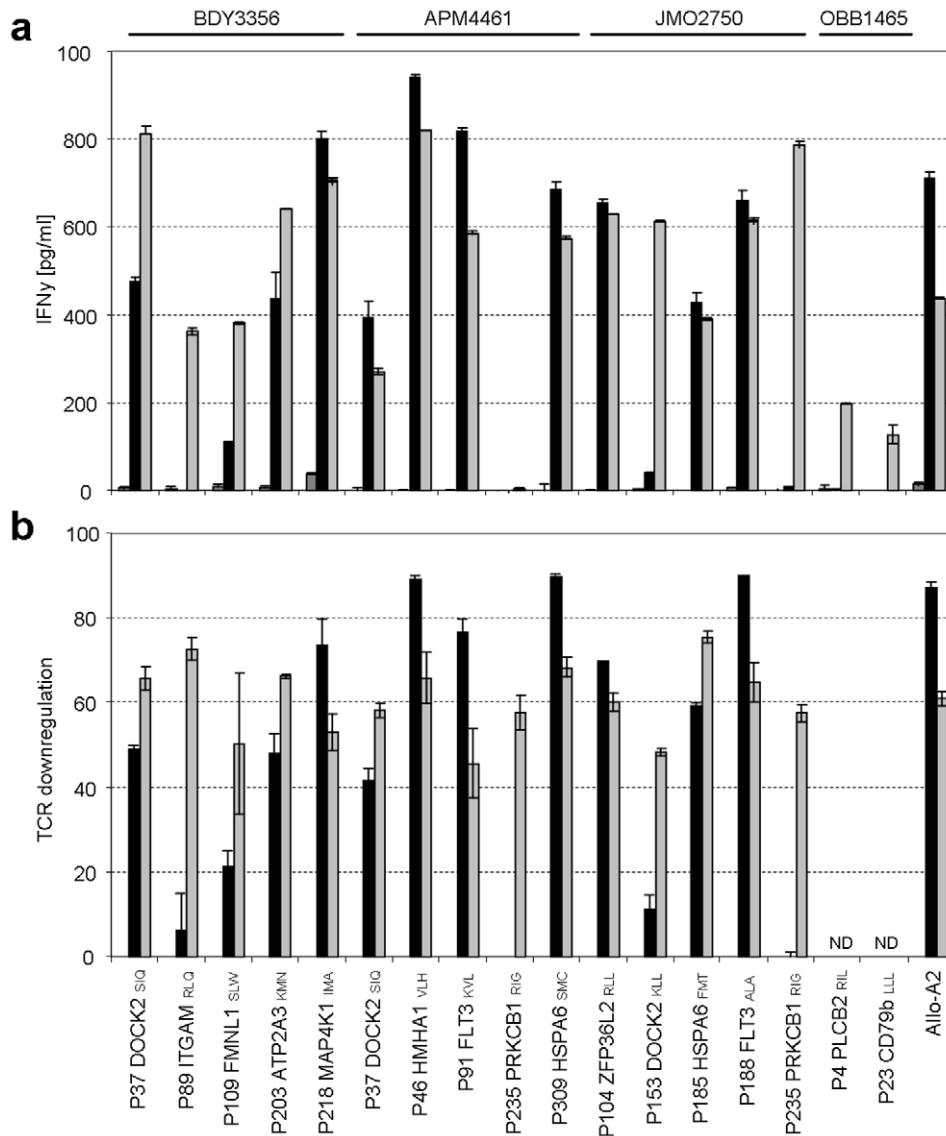 BDY3356 APM4461 JMO2750 OBB1465
a
100
800
600
400
200
0
IFNγ [pg/ml]
b
100
80
60
40
20
0
TCR downregulation
ND ND
P37 DOCK2 SIQ
P89 ITGAM RLQ
P109 FMNL1 SLW
P203 ATP2A3 KMN
P218 MAP4K1 IMA
P37 DOCK2 SIQ
P46 HMHA1 VLH
P91 FLT3 KVL
P235 PRKCB1 RIG
P309 HSPA6 SMC
P104 ZFP36L2 RLL
P153 DOCK2 KLL
P185 HSPA6 FMT
P188 FLT3 ALA
P235 PRKCB1 RIG
P4 PLCB2 RIL
P23 CD79b LLL
Allo-A2